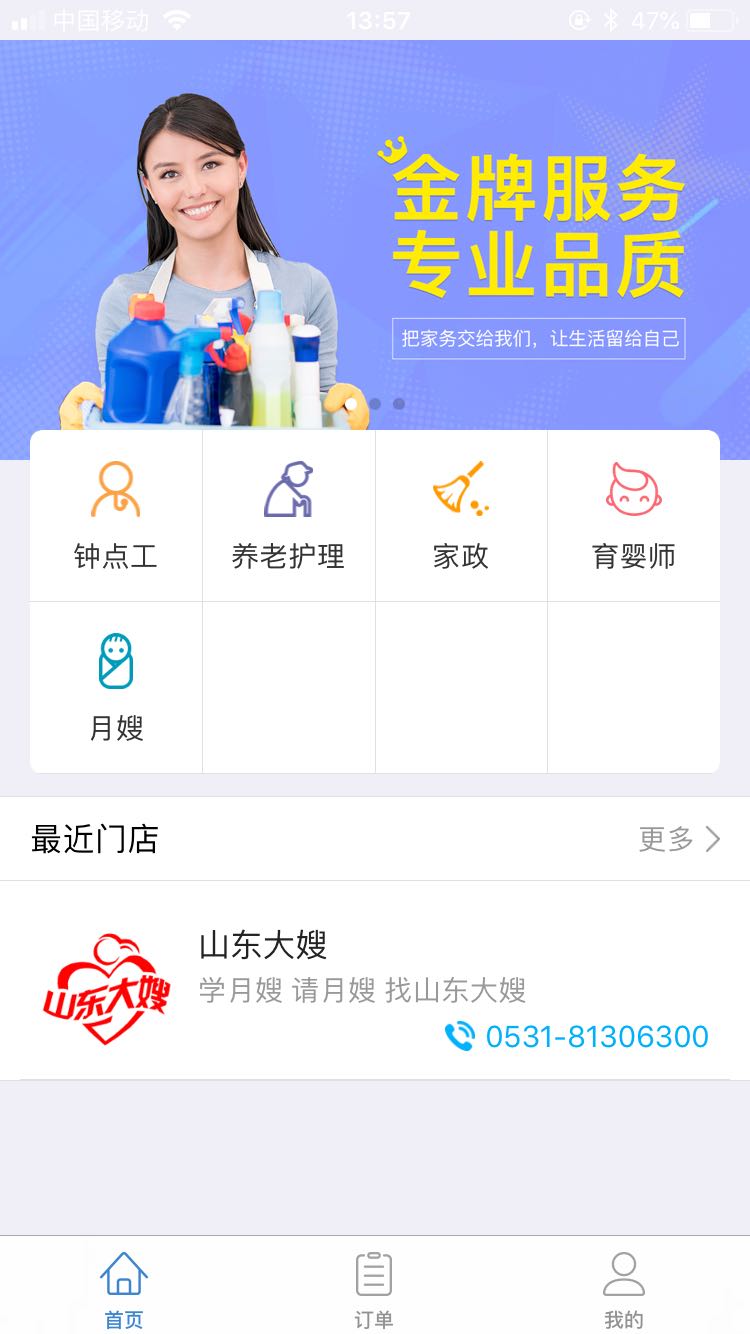 中国移动
13:57
47%
金牌服务
专业品质
把家务交给我们，让生活留给自己
钟点工
养老护理
家政
育婴师
月嫂
最近门店
更多
山东大嫂
山东大嫂
学月嫂 请月嫂 找山东大嫂
0531-81306300
首页
订单
我的